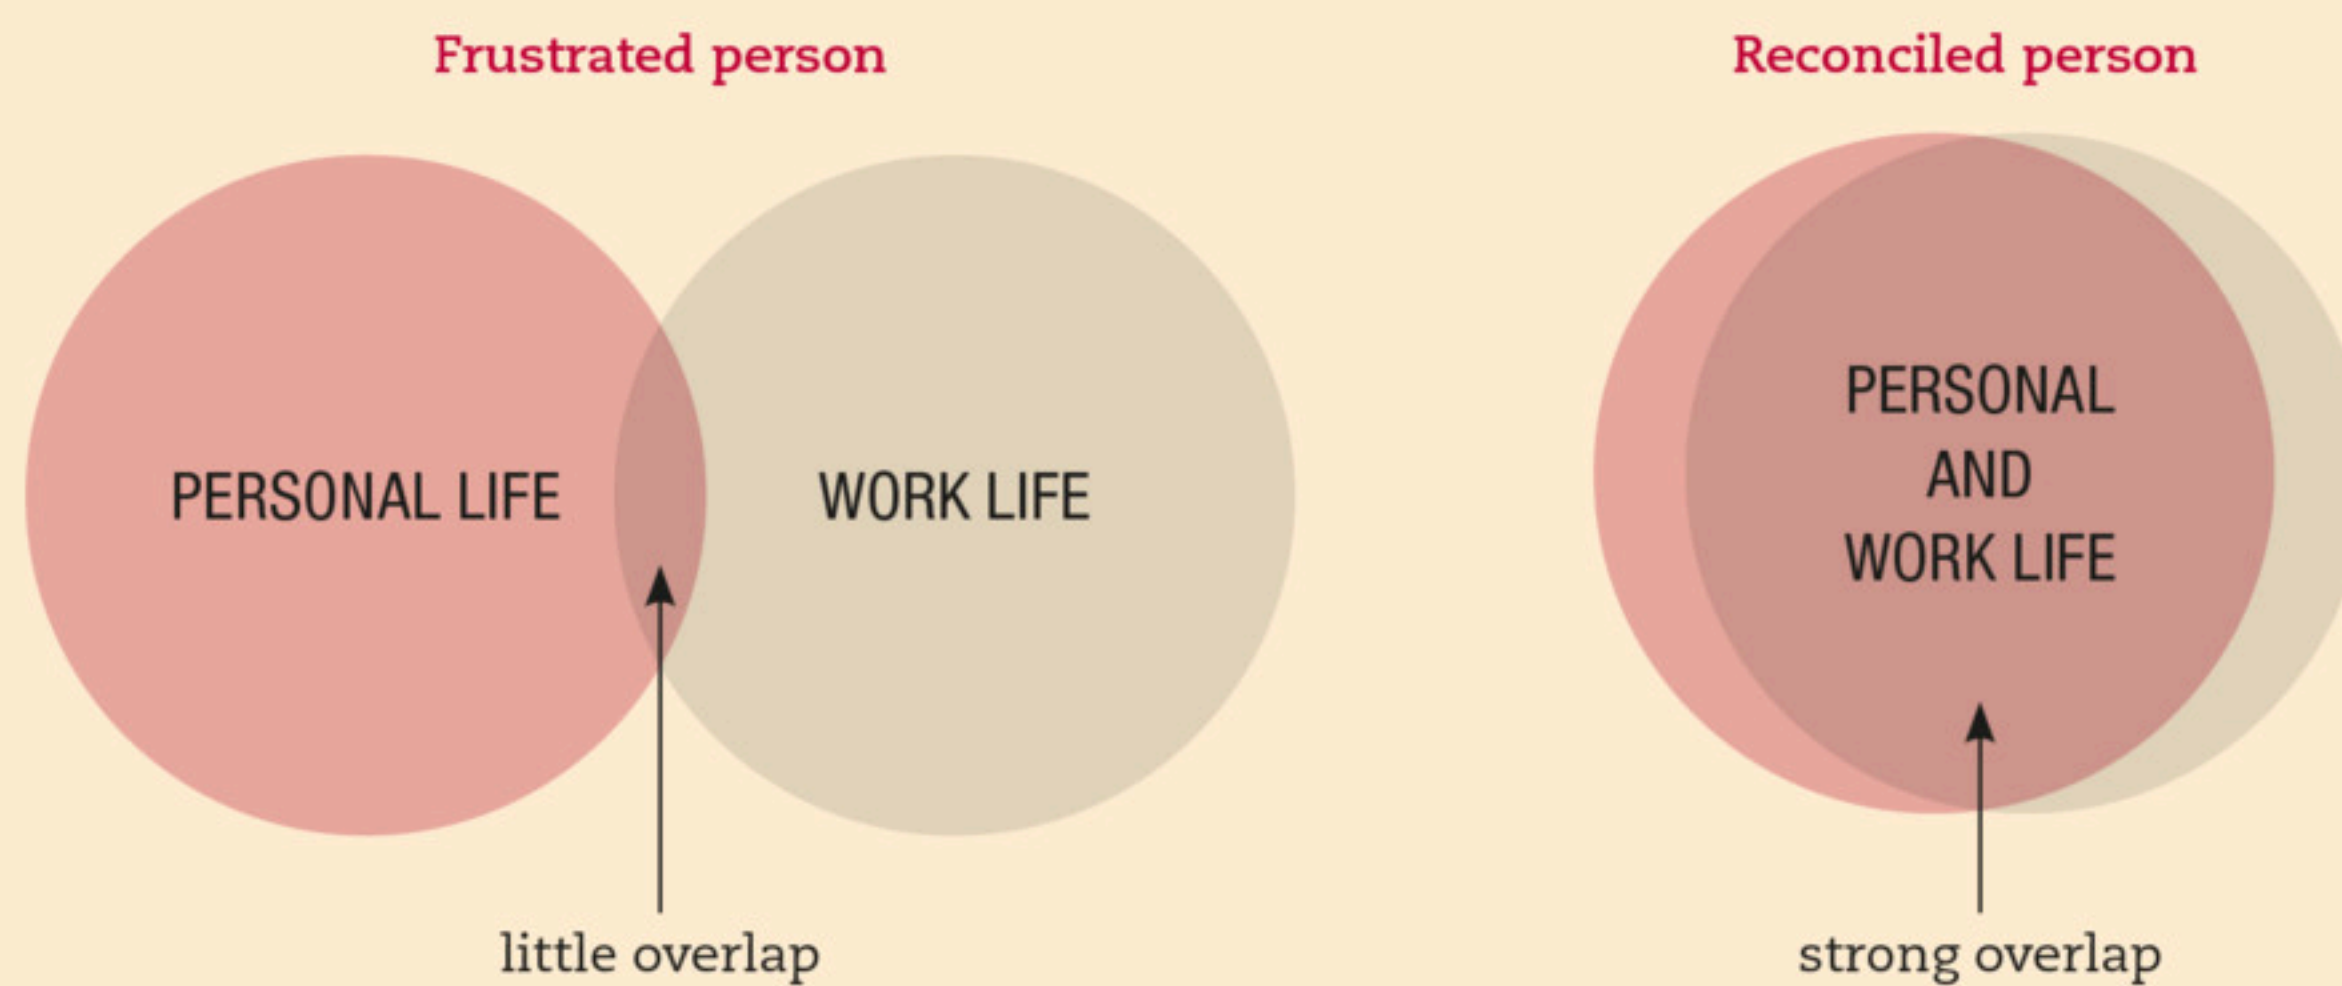 Frustrated person
PERSONAL LIFE
WORK LIFE
little overlap
Reconciled person
PERSONAL
AND
WORK LIFE
strong overlap